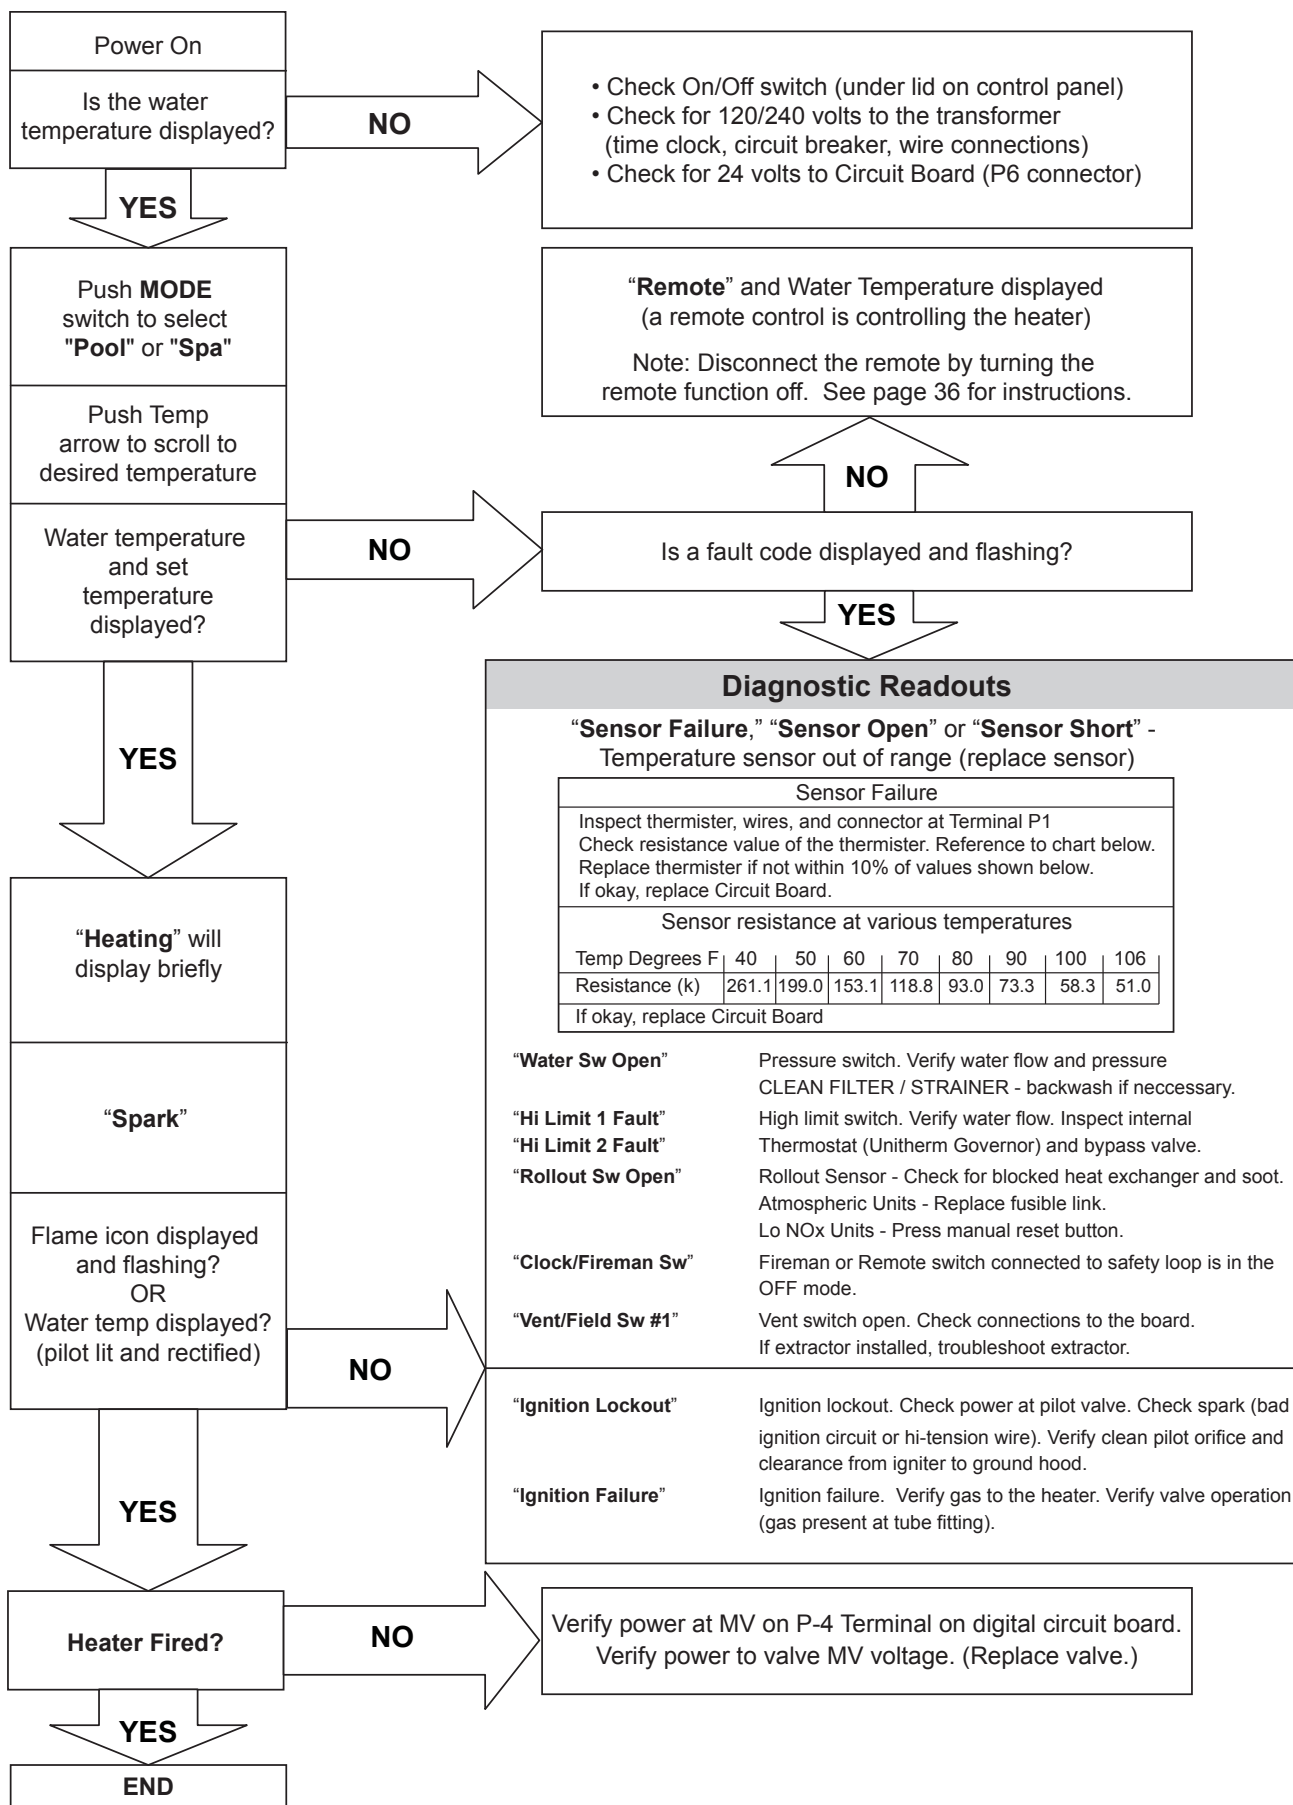 Power On
Is the water
temperature displayed?
NO
• Check On/Off switch (under lid on control panel)
• Check for 120/240 volts to the transformer
(time clock, circuit breaker, wire connections)
• Check for 24 volts to Circuit Board (P6 connector)
YES
Push MODE
switch to select
"Pool" or "Spa"
Push Temp
arrow to scroll to
desired temperature
Water temperature
and set
temperature
displayed?
NO
Is a fault code displayed and flashing?
NO
“Remote” and Water Temperature displayed
(a remote control is controlling the heater)
Note: Disconnect the remote by turning the
remote function off. See page 36 for instructions.
YES
Diagnostic Readouts
“Sensor Failure,” “Sensor Open” or “Sensor Short” -
Temperature sensor out of range (replace sensor)
Sensor Failure
Inspect thermister, wires, and connector at Terminal P1
Check resistance value of the thermister. Reference to chart below.
Replace thermister if not within 10% of values shown below.
If okay, replace Circuit Board.
Sensor resistance at various temperatures
Temp Degrees F 40 50 60 70 80 90 100 106
Resistance (k) 261.1 199.0 153.1 118.8 93.0 73.3 58.3 51.0
If okay, replace Circuit Board
“Water Sw Open” Pressure switch. Verify water flow and pressure
CLEAN FILTER / STRAINER - backwash if neccessary.
“Hi Limit 1 Fault” High limit switch. Verify water flow. Inspect internal
“Hi Limit 2 Fault” Thermostat (Unitherm Governor) and bypass valve.
“Rollout Sw Open” Rollout Sensor - Check for blocked heat exchanger and soot.
Atmospheric Units - Replace fusible link.
Lo NOx Units - Press manual reset button.
“Clock/Fireman Sw” Fireman or Remote switch connected to safety loop is in the
OFF mode.
“Vent/Field Sw #1” Vent switch open. Check connections to the board.
If extractor installed, troubleshoot extractor.
“Ignition Lockout” Ignition lockout. Check power at pilot valve. Check spark (bad
ignition circuit or hi-tension wire). Verify clean pilot orifice and
clearance from igniter to ground hood.
“Ignition Failure” Ignition failure. Verify gas to the heater. Verify valve operation
(gas present at tube fitting).
YES
“Heating” will
display briefly
“Spark”
Flame icon displayed
and flashing?
OR
Water temp displayed?
(pilot lit and rectified)
NO
YES
Heater Fired?
NO
Verify power at MV on P-4 Terminal on digital circuit board.
Verify power to valve MV voltage. (Replace valve.)
YES
END